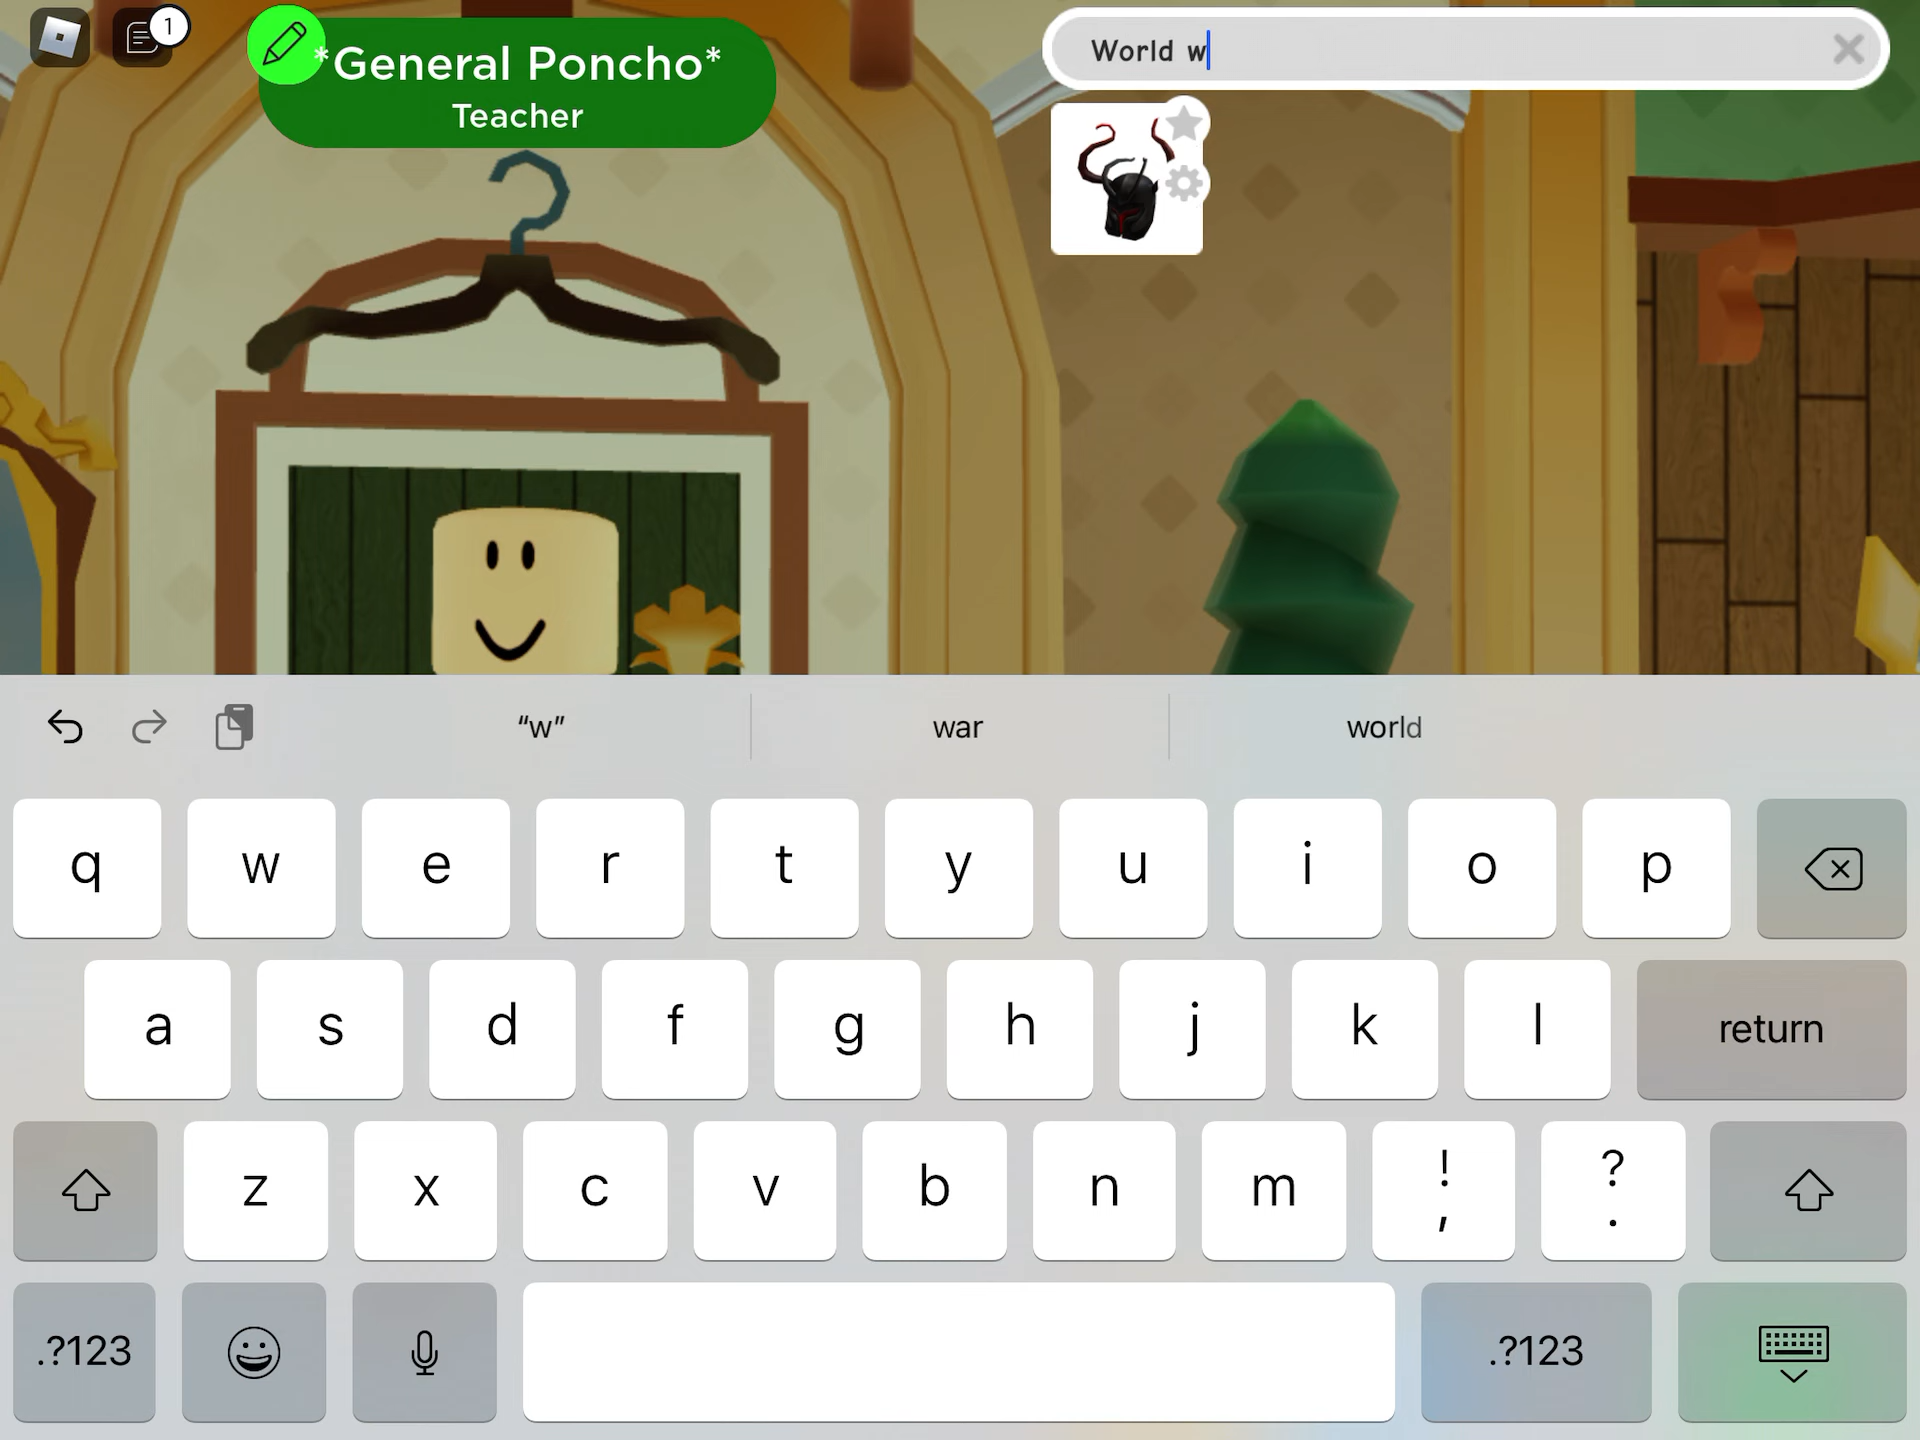 1
*General Poncho*
Teacher
World w
“w” war world
q w e r t y u i o p
a s d f g h j k l return
z x c v b n m ! , ? .
.?123 .?123